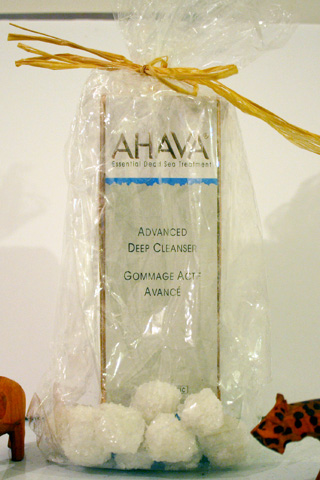 AHAVA
Essential Dead Sea Treatment
ADVANCED
DEEP CLEANSER
GOMMAGE ACTIF
AVANCÉ